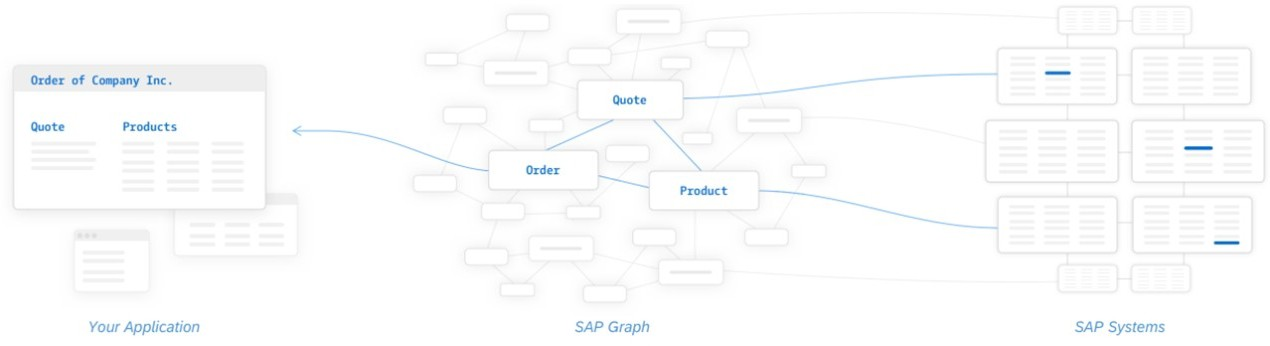 Order of Company Inc.
Quote
Products
Quote
Order
Product
Your Application
SAP Graph
SAP Systems